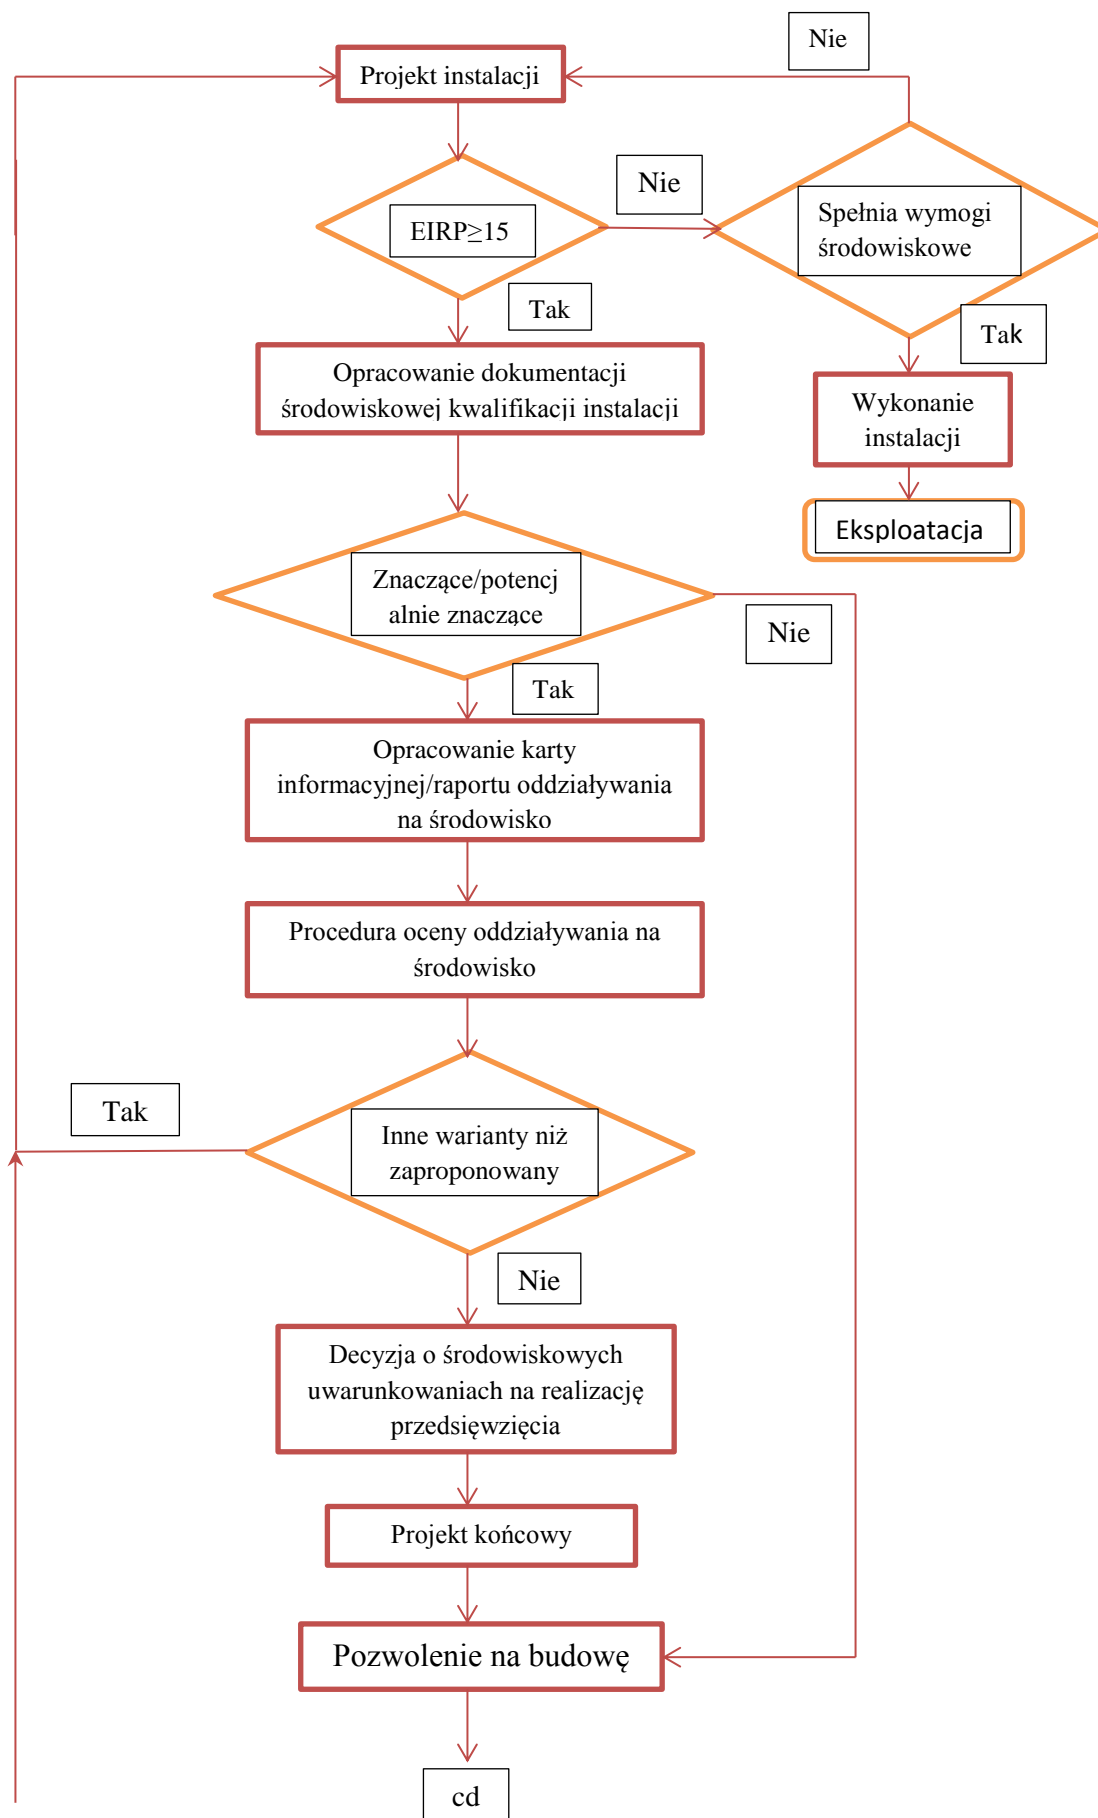 Nie
Projekt instalacji
Nie
EIRP≥15
Spełnia wymogi
środowiskowe
Tak
Tak
Opracowanie dokumentacji
środowiskowej kwalifikacji instalacji
Wykonanie
instalacji
Eksploatacja
Znaczące/potencj
alnie znaczące
Nie
Tak
Opracowanie karty
informacyjnej/raportu oddziaływania
na środowisko
Procedura oceny oddziaływania na
środowisko
Tak
Inne warianty niż
zaproponowany
Nie
Decyzja o środowiskowych
uwarunkowaniach na realizację
przedsięwzięcia
Projekt końcowy
Pozwolenie na budowę
cd